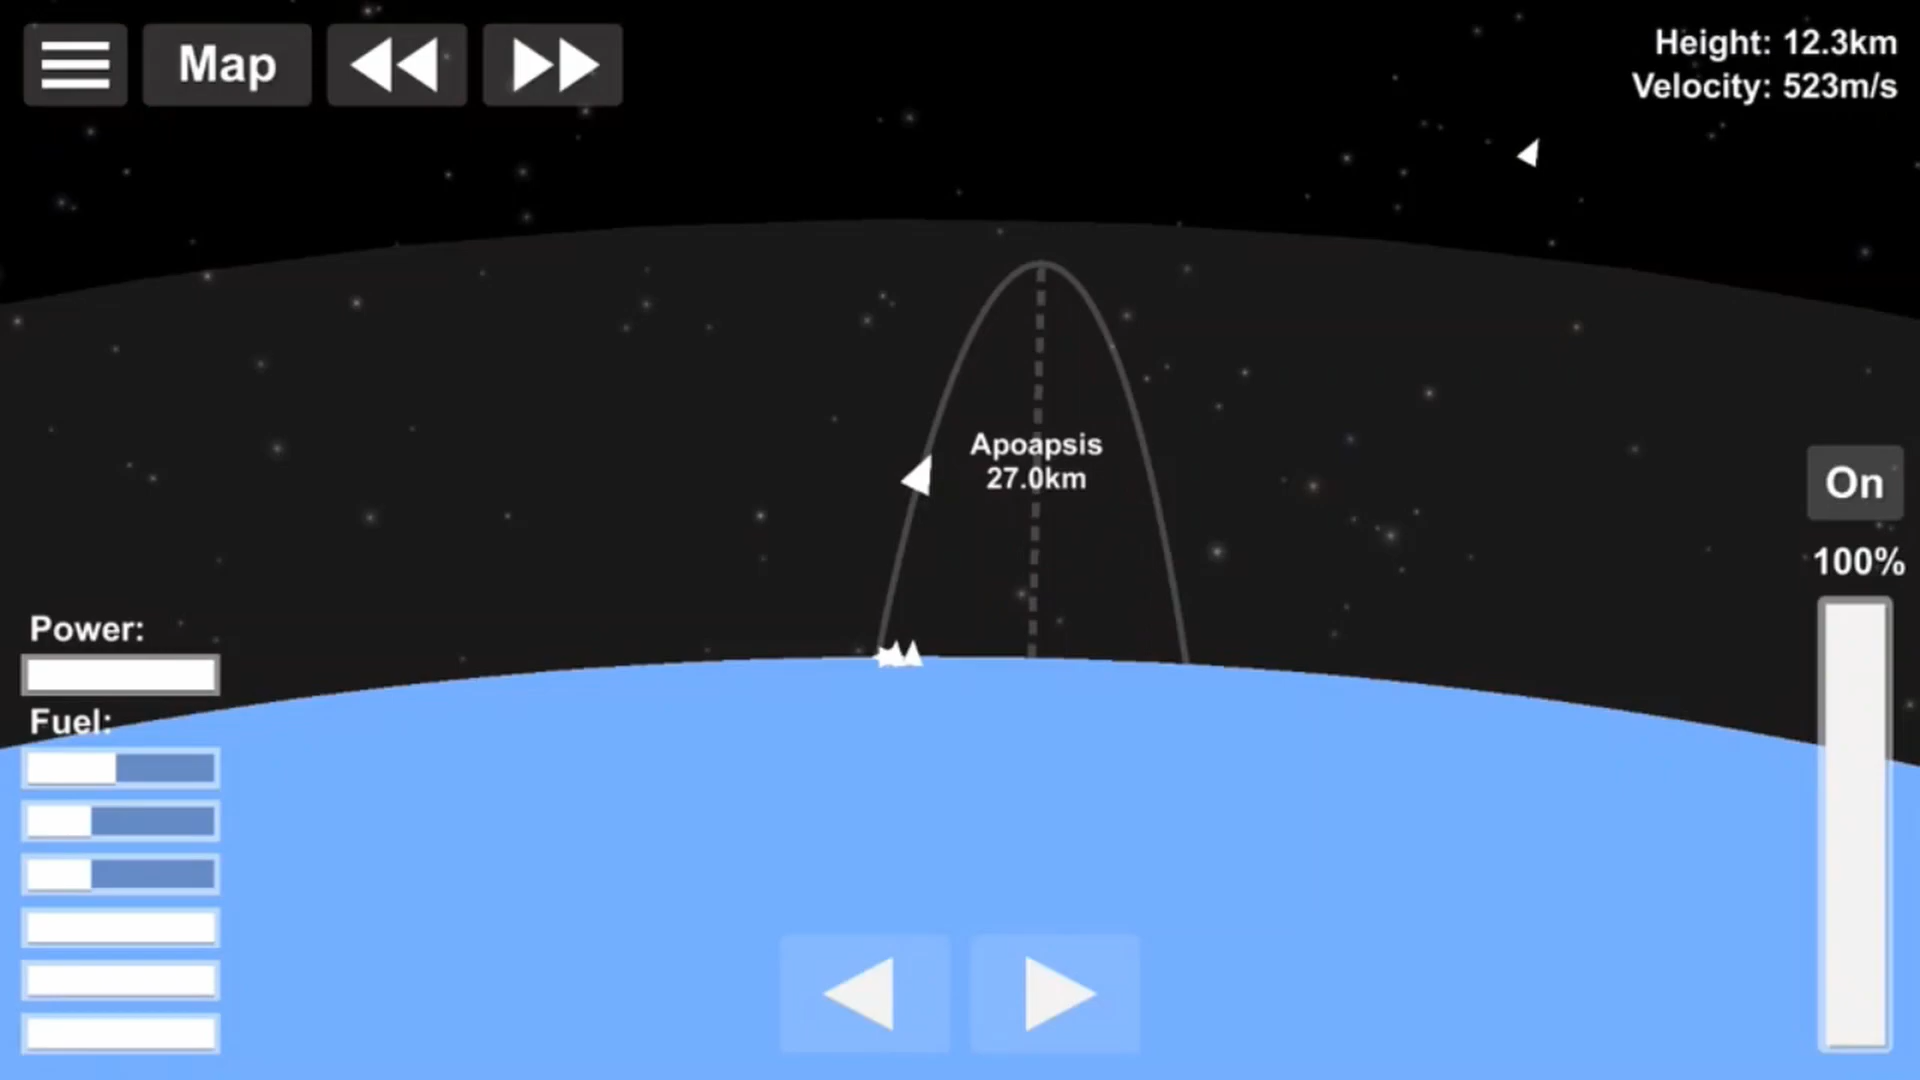 Map
Height: 12.3km
Velocity: 523m/s
Apoapsis
27.0km
On
100%
Power:
Fuel: